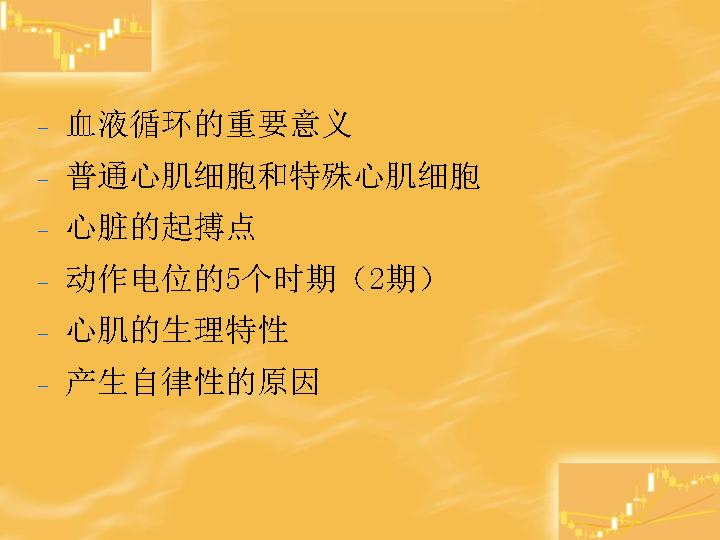 - 血液循环的重要意义
- 普通心肌细胞和特殊心肌细胞
- 心脏的起搏点
- 动作电位的5个时期（2期）
- 心肌的生理特性
- 产生自律性的原因